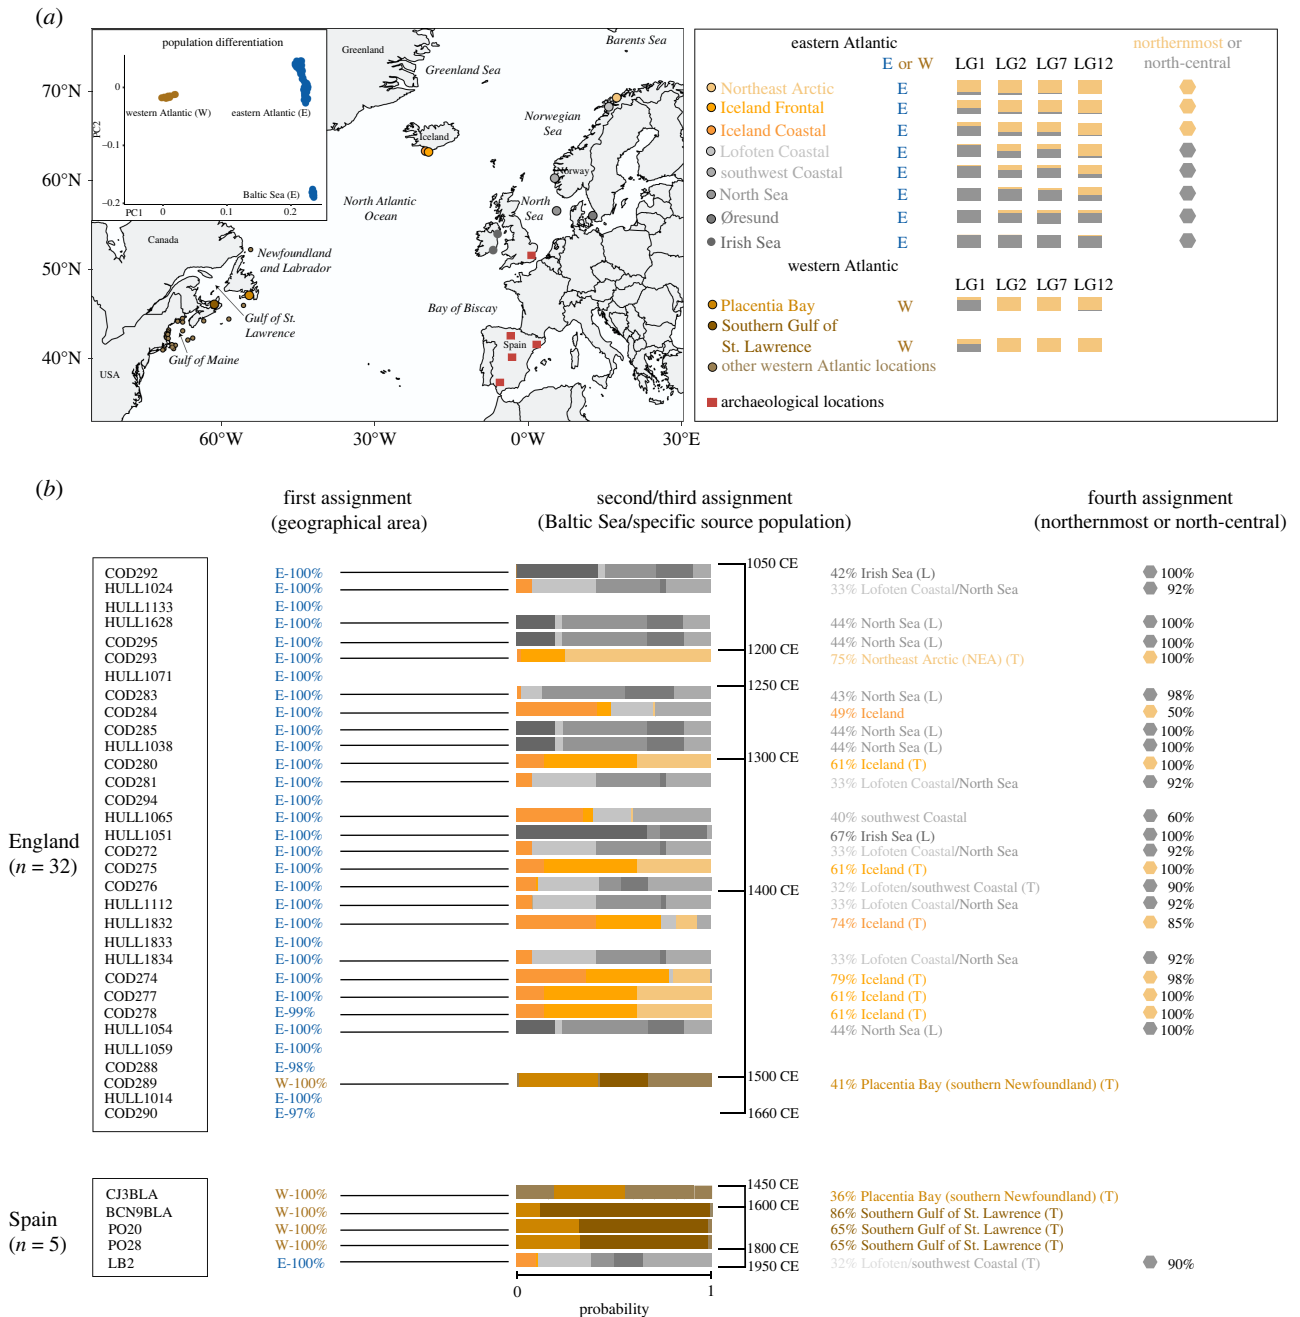 (a)
population differentiation
0
−0.1
−0.2
PC2
western Atlantic (W)
eastern Atlantic (E)
Baltic Sea (E)
PC1
0
0.1
0.2
Greenland
Greenland Sea
Barents Sea
Norwegian
Sea
Iceland
Norway
North
Sea
North Atlantic
Ocean
Canada
Newfoundland
and Labrador
Gulf of St.
Lawrence
Gulf of Maine
USA
Bay of Biscay
Spain
70°N
60°N
50°N
40°N
60°W
30°W
0°W
30°E
eastern Atlantic
northernmost or
north-central
E or W LG1 LG2 LG7 LG12
Northeast Arctic E
Iceland Frontal E
Iceland Coastal E
Lofoten Coastal E
southwest Coastal E
North Sea E
Øresund E
Irish Sea E
western Atlantic
LG1 LG2 LG7 LG12
Placentia Bay W
Southern Gulf of
St. Lawrence W
other western Atlantic locations
archaeological locations
(b)
first assignment
(geographical area)
second/third assignment
(Baltic Sea/specific source population)
fourth assignment
(northernmost or north-central)
England
(n = 32)
1050 CE
COD292 E-100% 42% Irish Sea (L) 100%
HULL1024 E-100% 33% Lofoten Coastal/North Sea 92%
HULL1133 E-100%
HULL1628 E-100% 44% North Sea (L) 100%
COD295 E-100% 44% North Sea (L) 100%
1200 CE
COD293 E-100% 75% Northeast Arctic (NEA) (T) 100%
HULL1071 E-100%
1250 CE
COD283 E-100% 43% North Sea (L) 98%
COD284 E-100% 49% Iceland 50%
COD285 E-100% 44% North Sea (L) 100%
HULL1038 E-100% 44% North Sea (L) 100%
1300 CE
COD280 E-100% 61% Iceland (T) 100%
COD281 E-100% 33% Lofoten Coastal/North Sea 92%
COD294 E-100%
HULL1065 E-100% 40% southwest Coastal 60%
HULL1051 E-100% 67% Irish Sea (L) 100%
COD272 E-100% 33% Lofoten Coastal/North Sea 92%
COD275 E-100% 61% Iceland (T) 100%
COD276 E-100% 32% Lofoten/southwest Coastal (T) 90%
1400 CE
HULL1112 E-100% 33% Lofoten Coastal/North Sea 92%
HULL1832 E-100% 74% Iceland (T) 85%
HULL1833 E-100%
HULL1834 E-100% 33% Lofoten Coastal/North Sea 92%
COD274 E-100% 79% Iceland (T) 98%
COD277 E-100% 61% Iceland (T) 100%
COD278 E-99% 61% Iceland (T) 100%
HULL1054 E-100% 44% North Sea (L) 100%
HULL1059 E-100%
COD288 E-98%
1500 CE
COD289 W-100% 41% Placentia Bay (southern Newfoundland) (T)
HULL1014 E-100%
COD290 E-97%
1660 CE
Spain
(n = 5)
1450 CE
CJ3BLA W-100% 36% Placentia Bay (southern Newfoundland) (T)
1600 CE
BCN9BLA W-100% 86% Southern Gulf of St. Lawrence (T)
PO20 W-100% 65% Southern Gulf of St. Lawrence (T)
PO28 W-100% 65% Southern Gulf of St. Lawrence (T)
1800 CE
LB2 E-100% 32% Lofoten/southwest Coastal (T) 90%
1950 CE
0
1
probability